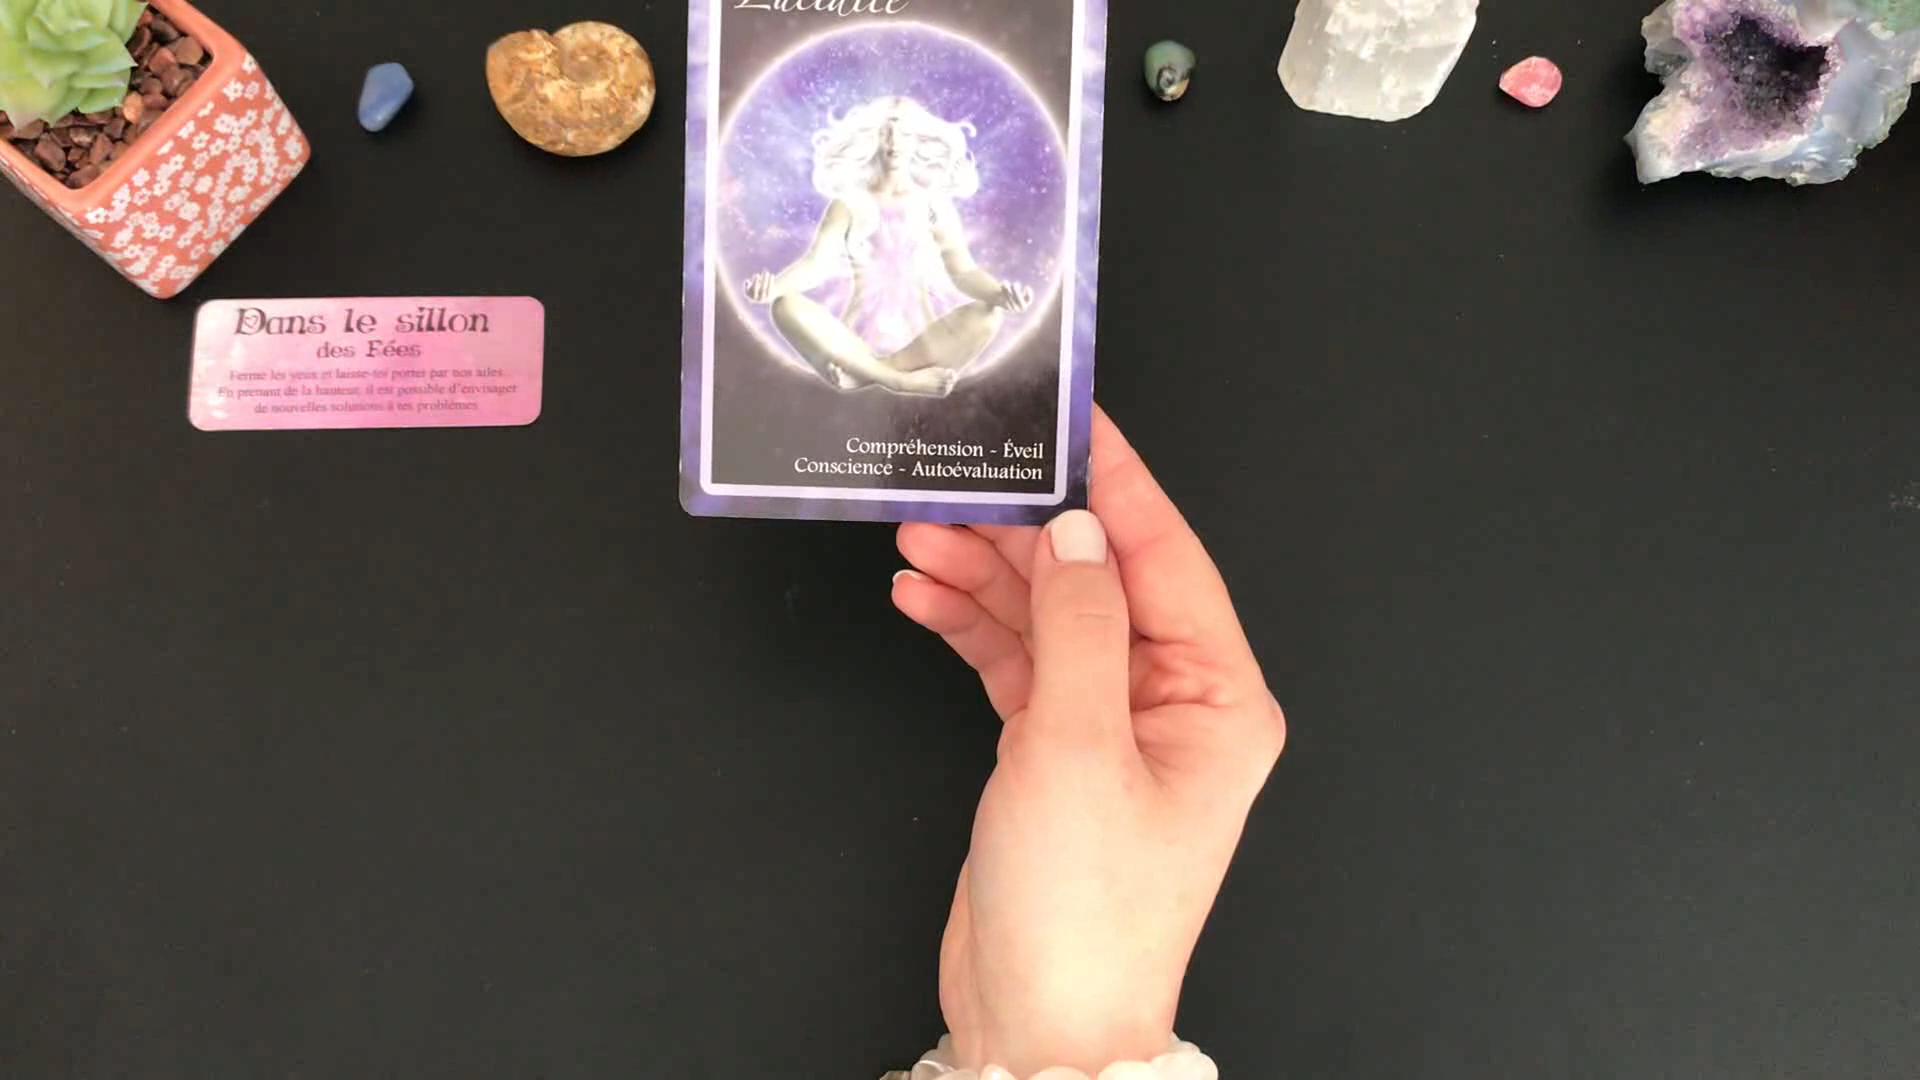 Lucidité
Dans le sillon
des Fées
Ferme les yeux et laisse-toi porter par nos ailes.
En prenant de la hauteur, il est possible d'envisager
de nouvelles solutions à tes problèmes
Compréhension - Éveil
Conscience - Autoévaluation